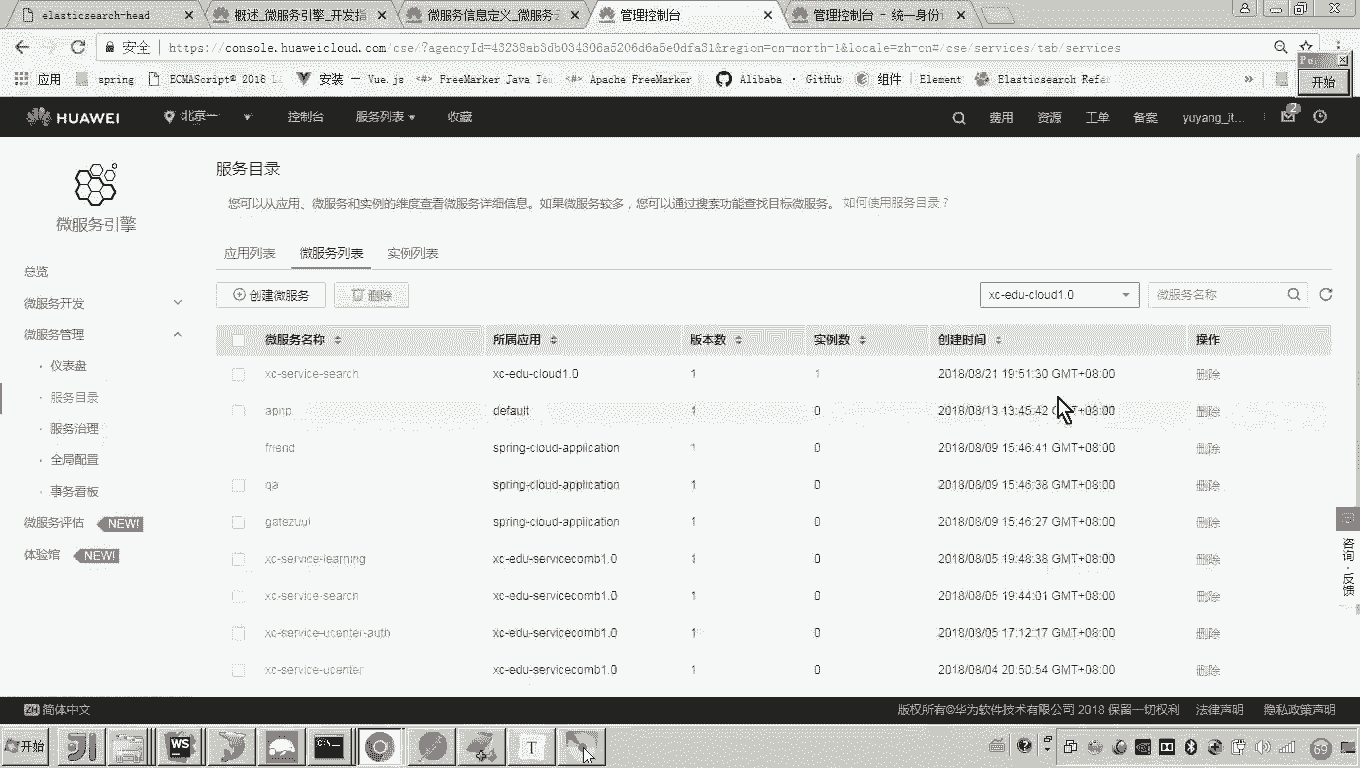 elasticsearch-head
概述_微服务引擎_开发指
微服务信息定义_微服务
管理控制台
管理控制台 - 统一身份
安全 https://console.huaweicloud.com/cse/?agencyId=43238ab3db034306a5206d6a5e0dfa31&region=cn-north-1&locale=zh-cn#/cse/services/tab/services
应用 spring ECMAScript® 2016 安装 — Vue.js FreeMarker Java Apache FreeMarker Alibaba · GitHub 组件 | Element Elasticsearch Refe »
开始
HUAWEI 北京一 控制台 服务列表 收藏 费用 资源 工单 备案 yuyang_it... 2
微服务引擎
总览
微服务开发
微服务管理
· 仪表盘
· 服务目录
· 服务治理
· 全局配置
· 事务看板
微服务评估 NEW!
体验馆 NEW!
服务目录
您可以从应用、微服务和实例的维度查看微服务详细信息。如果微服务较多，您可以通过搜索功能查找目标微服务。 如何使用服务目录？
应用列表 微服务列表 实例列表
创建微服务 删除 xc-edu-cloud1.0 微服务名称
微服务名称 所属应用 版本数 实例数 创建时间 操作
xc-service-search xc-edu-cloud1.0 1 1 2018/08/21 19:51:30 GMT+08:00 删除
default 1 0 2018/08/13 13:45:42 GMT+08:00 删除
friend spring-cloud-application 1 0 2018/08/09 15:46:41 GMT+08:00 删除
qa spring-cloud-application 1 0 2018/08/09 15:46:38 GMT+08:00 删除
gatezuul spring-cloud-application 1 0 2018/08/09 15:46:27 GMT+08:00 删除
xc-service-learning xc-edu-servicecomb1.0 1 0 2018/08/05 19:48:38 GMT+08:00 删除
xc-service-search xc-edu-servicecomb1.0 1 0 2018/08/05 19:44:01 GMT+08:00 删除
xc-service-ucenter-auth xc-edu-servicecomb1.0 1 0 2018/08/05 17:12:17 GMT+08:00 删除
xc-service-ucenter xc-edu-servicecomb1.0 1 0 2018/08/04 20:50:54 GMT+08:00 删除
咨询·反馈
ZH 简体中文 版权所有©华为软件技术有限公司 2018 保留一切权利 法律声明 隐私政策声明
开始 WS T 69